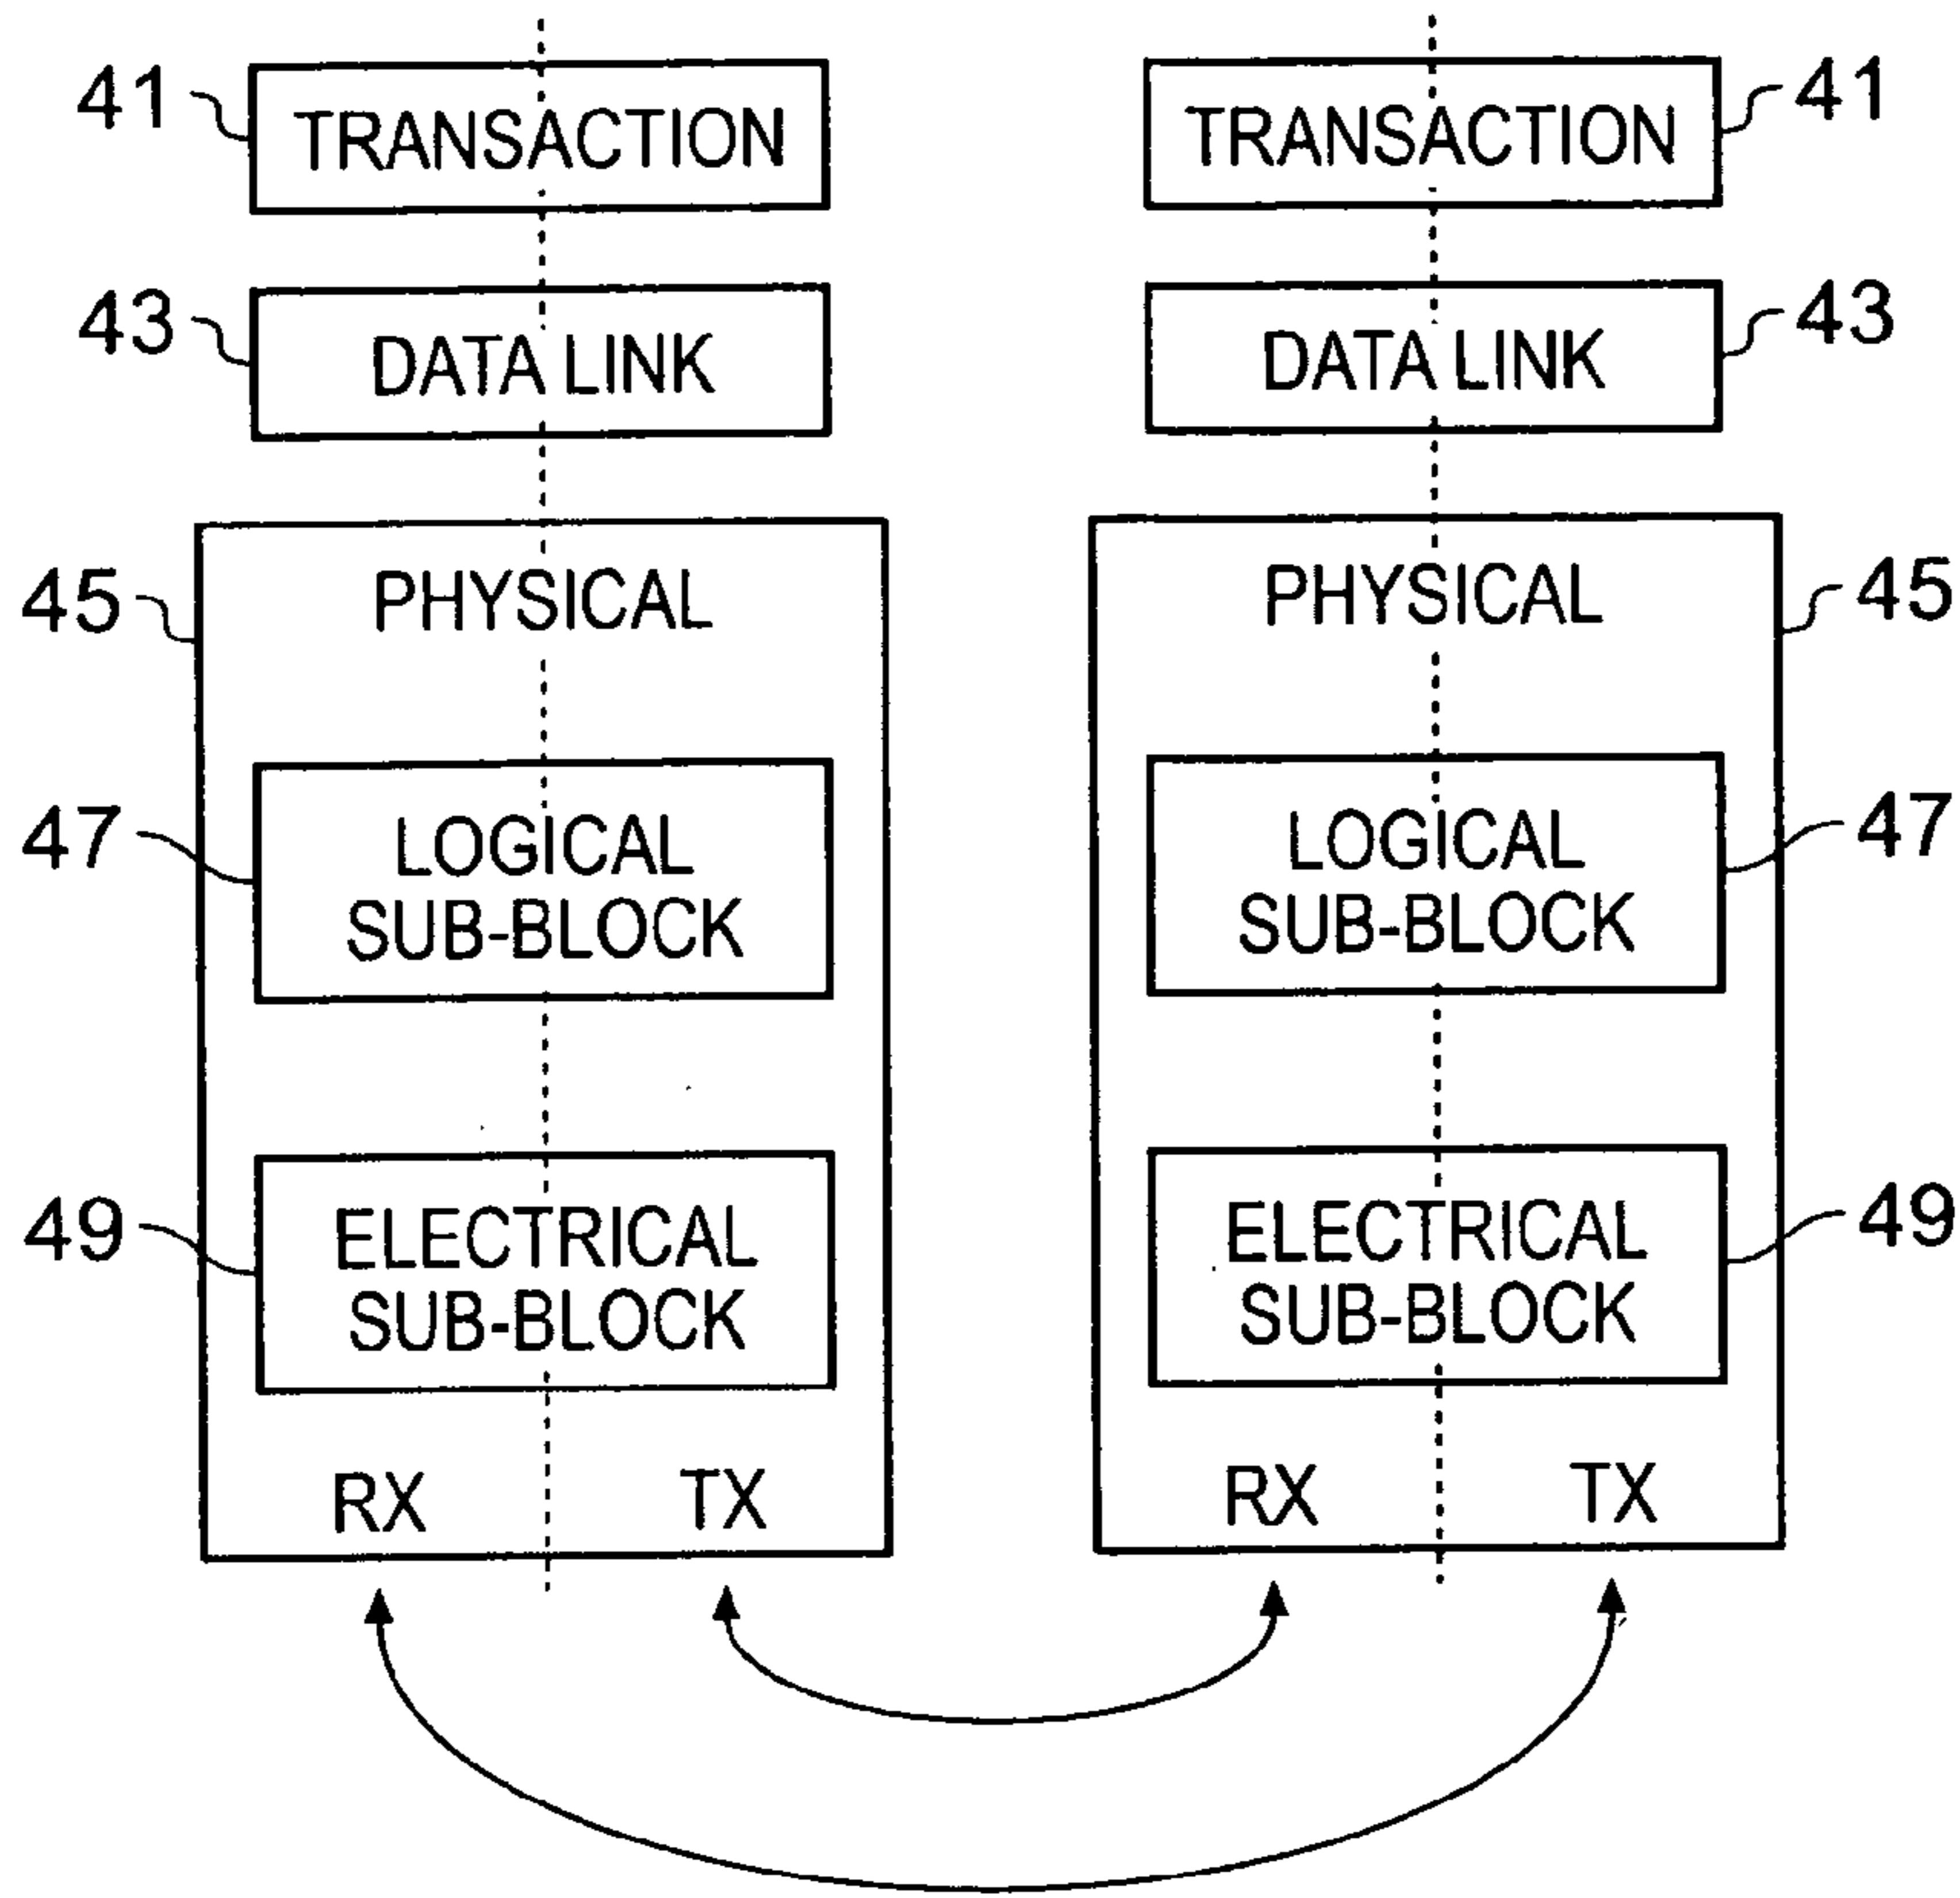 41
TRANSACTION
43
DATA LINK
45
PHYSICAL
47
LOGICAL
SUB-BLOCK
49
ELECTRICAL
SUB-BLOCK
RX TX
TRANSACTION
41
DATA LINK
43
PHYSICAL
45
LOGICAL
SUB-BLOCK
47
ELECTRICAL
SUB-BLOCK
49
RX TX